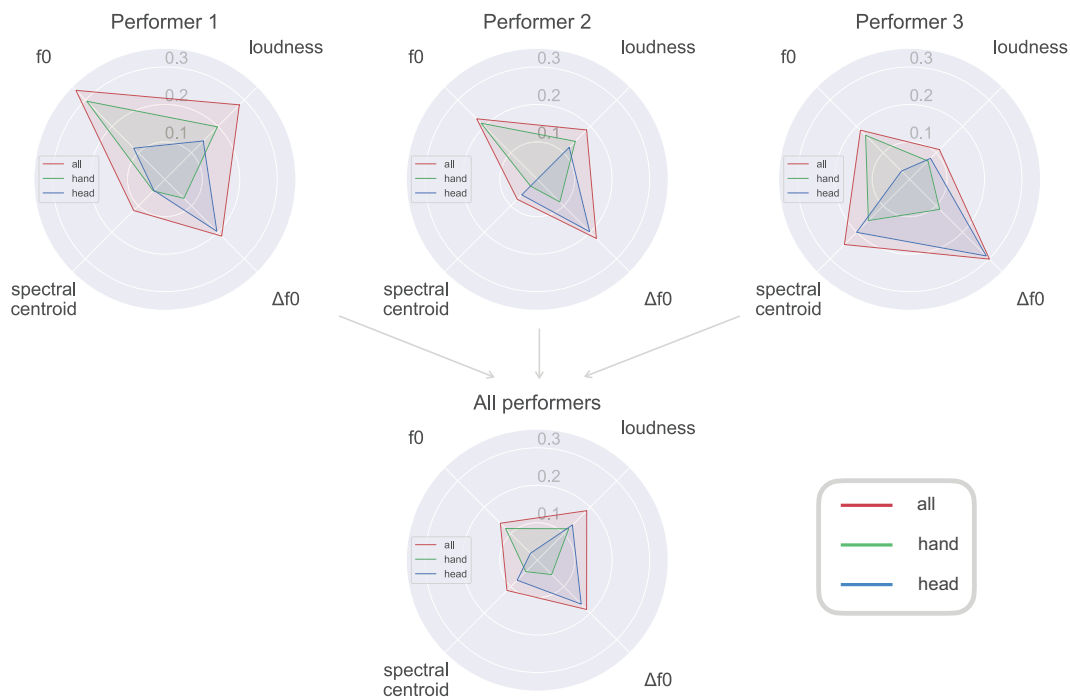 Performer 1
f0
loudness
0.3
0.2
0.1
all
hand
head
spectral
centroid
Δf0
Performer 2
f0
loudness
0.3
0.2
0.1
all
hand
head
spectral
centroid
Δf0
Performer 3
f0
loudness
0.3
0.2
0.1
all
hand
head
spectral
centroid
Δf0
All performers
f0
loudness
0.3
0.2
0.1
all
hand
head
spectral
centroid
Δf0
all
hand
head